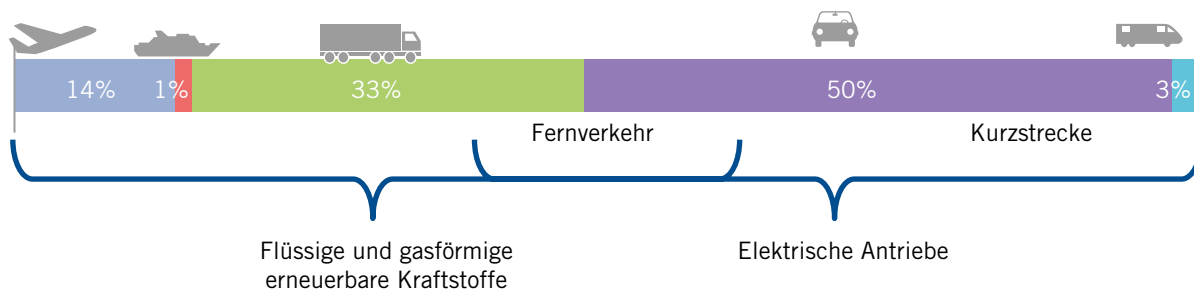 14% 1% 33% 50% 3%
Fernverkehr Kurzstrecke
Flüssige und gasförmige
erneuerbare Kraftstoffe
Elektrische Antriebe